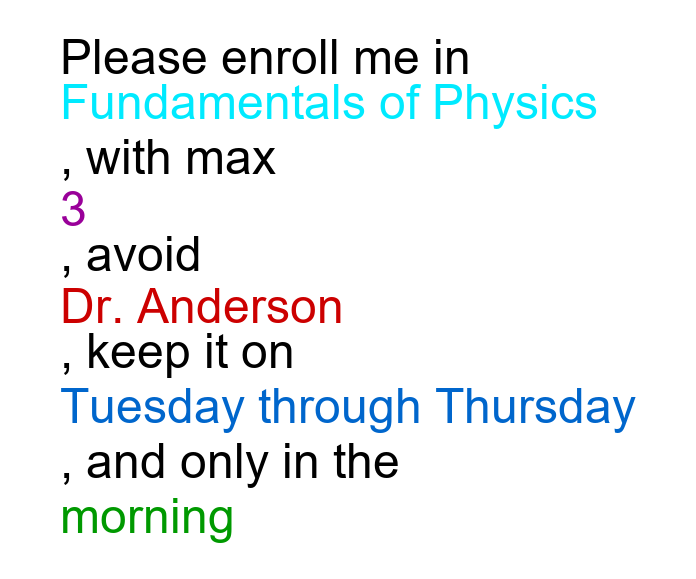 Please enroll me in
Fundamentals of Physics
, with max
3
, avoid
Dr. Anderson
, keep it on
Tuesday through Thursday
, and only in the
morning